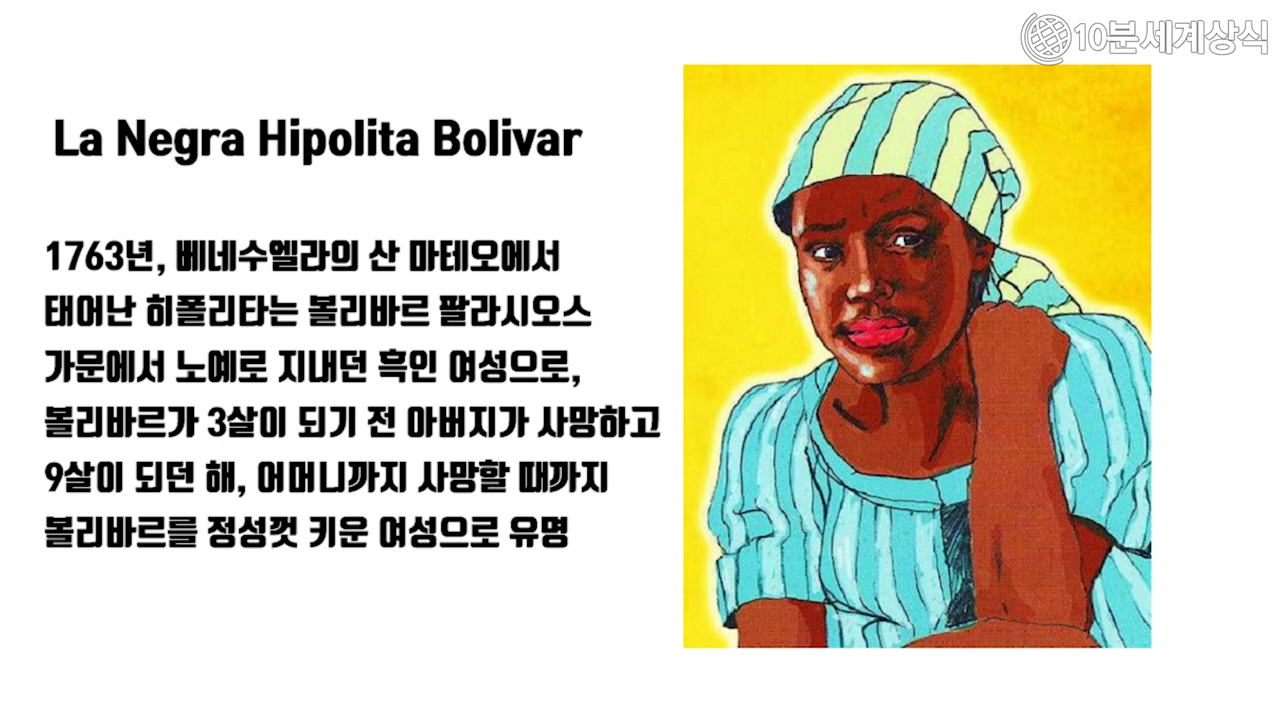 10분세계상식
La Negra Hipolita Bolivar
1763년, 베네수엘라의 산 마테오에서
태어난 히폴리타는 볼리바르 팔라시오스
가문에서 노예로 지내던 흑인 여성으로,
볼리바르가 3살이 되기 전 아버지가 사망하고
9살이 되던 해, 어머니까지 사망할 때까지
볼리바르를 정성껏 키운 여성으로 유명